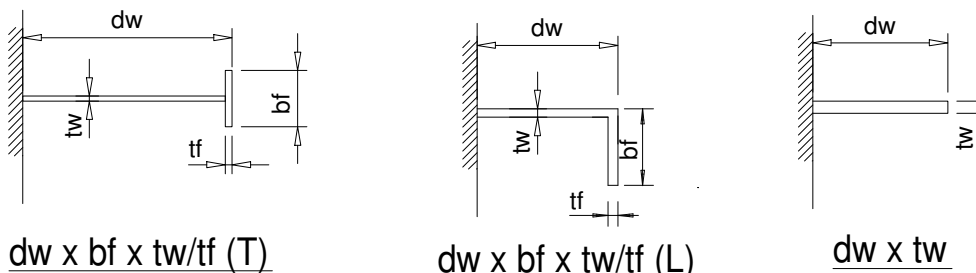 dw
tw
bf
tf
dw x bf x tw/tf (T)
dw
tw
bf
tf
dw x bf x tw/tf (L)
dw
tw
dw x tw